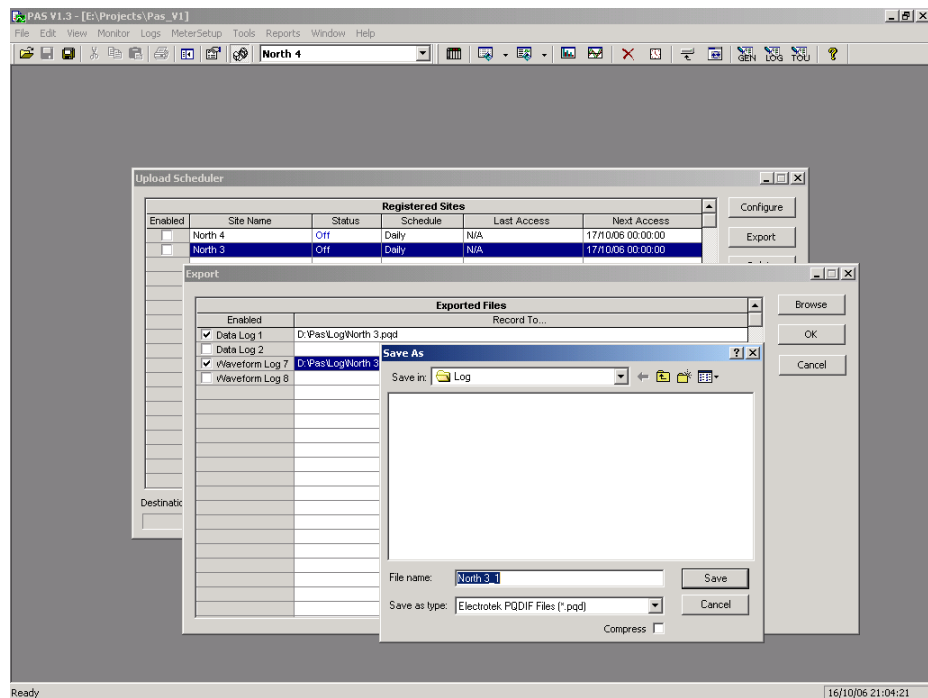 PAS V1.3 - [E:\Projects\Pas_V1]
File Edit View Monitor Logs MeterSetup Tools Reports Window Help
North 4 GEN LOG TOU
Upload Scheduler
Registered Sites
Enabled Site Name Status Schedule Last Access Next Access
North 4 Off Daily N/A 17/10/06 00:00:00
North 3 Off Daily N/A 17/10/06 00:00:00
Configure
Export
Export
Exported Files
Enabled Record To...
Data Log 1 D:\Pas\Log\North 3.pqd
Data Log 2
Waveform Log 7 D:\Pas\Log\North 3
Waveform Log 8
Browse
OK
Cancel
Save As
Save in: Log
File name: North 3_1
Save
Save as type: Electrotek PQDIF Files (*.pqd)
Cancel
Compress
Ready 16/10/06 21:04:21